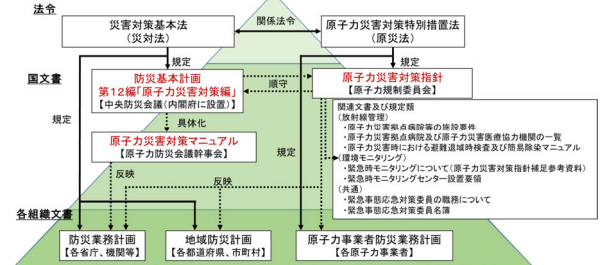 法令
災害対策基本法
(災対法)
関係法令
原子力災害対策特別措置法
(原災法)
規定
規定
国文書
防災基本計画
第12編「原子力災害対策編」
【中央防災会議(内閣府に設置)】
順守
原子力災害対策指針
【原子力規制委員会】
具体化
規定
規定
原子力災害対策マニュアル
【原子力防災会議幹事会】
関連文書及び規定類
(放射線管理)
・原子力災害拠点病院等の施設要件
・原子力災害拠点病院及び原子力災害医療協力機関の一覧
・原子力災害時における避難退域時検査及び簡易除染マニュアル
(環境モニタリング)
・緊急時モニタリングについて(原子力災害対策指針補足参考資料)
・緊急時モニタリングセンター設置要領
(共通)
・緊急事態応急対策委員の職務について
・緊急事態応急対策委員名簿
反映
反映
各組織文書
防災業務計画
【各省庁、機関等】
地域防災計画
【各都道府県、市町村】
原子力事業者防災業務計画
【各原子力事業者】